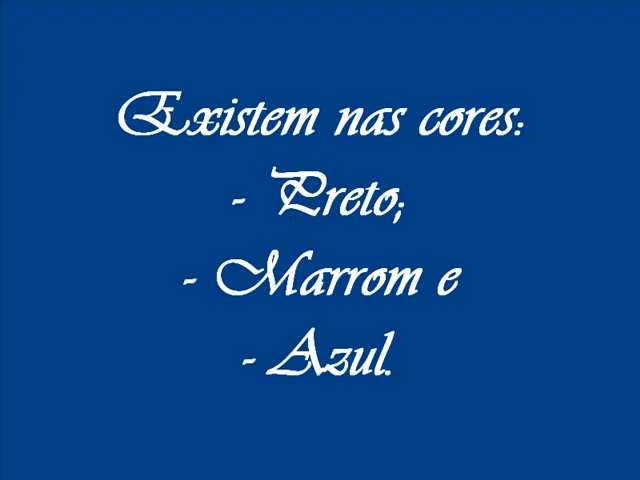 Existem nas cores:
- Preto;
- Marrom e
- Azul.